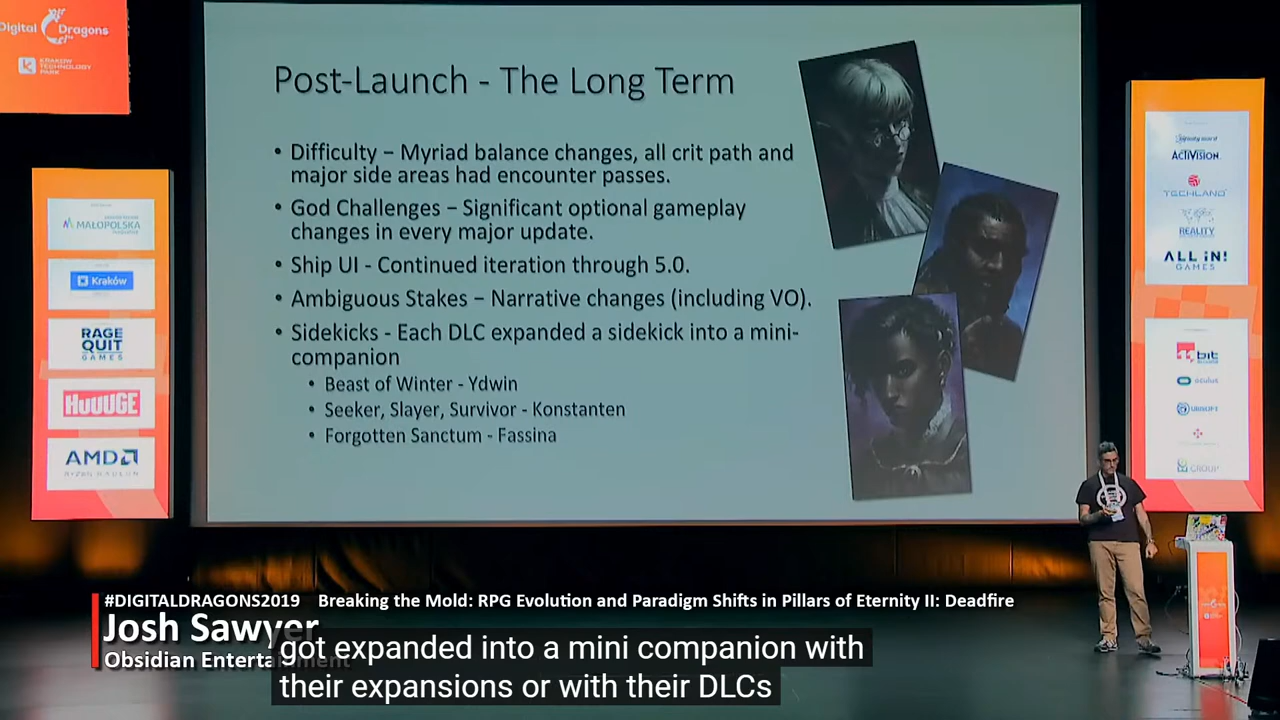 Digital Dragons
KRAKOW
TECHNOLOGY
PARK
Post-Launch - The Long Term
• Difficulty – Myriad balance changes, all crit path and
major side areas had encounter passes.
• God Challenges – Significant optional gameplay
changes in every major update.
• Ship UI - Continued iteration through 5.0.
• Ambiguous Stakes – Narrative changes (including VO).
• Sidekicks - Each DLC expanded a sidekick into a mini-
companion
• Beast of Winter - Ydwin
• Seeker, Slayer, Survivor - Konstanten
• Forgotten Sanctum - Fassina
MAŁOPOLSKA
Kraków
RAGE
QUIT
GAMES
HUUUGE
AMD
RYZEN RADEON
ACTIVISION
TECHLAND
REALITY
ALL iN!
GAMES
11 bit
oculus
UBISOFT
GROUP
#DIGITALDRAGONS2019 Breaking the Mold: RPG Evolution and Paradigm Shifts in Pillars of Eternity II: Deadfire
Josh Sawyer
Obsidian Entertainment
got expanded into a mini companion with
their expansions or with their DLCs